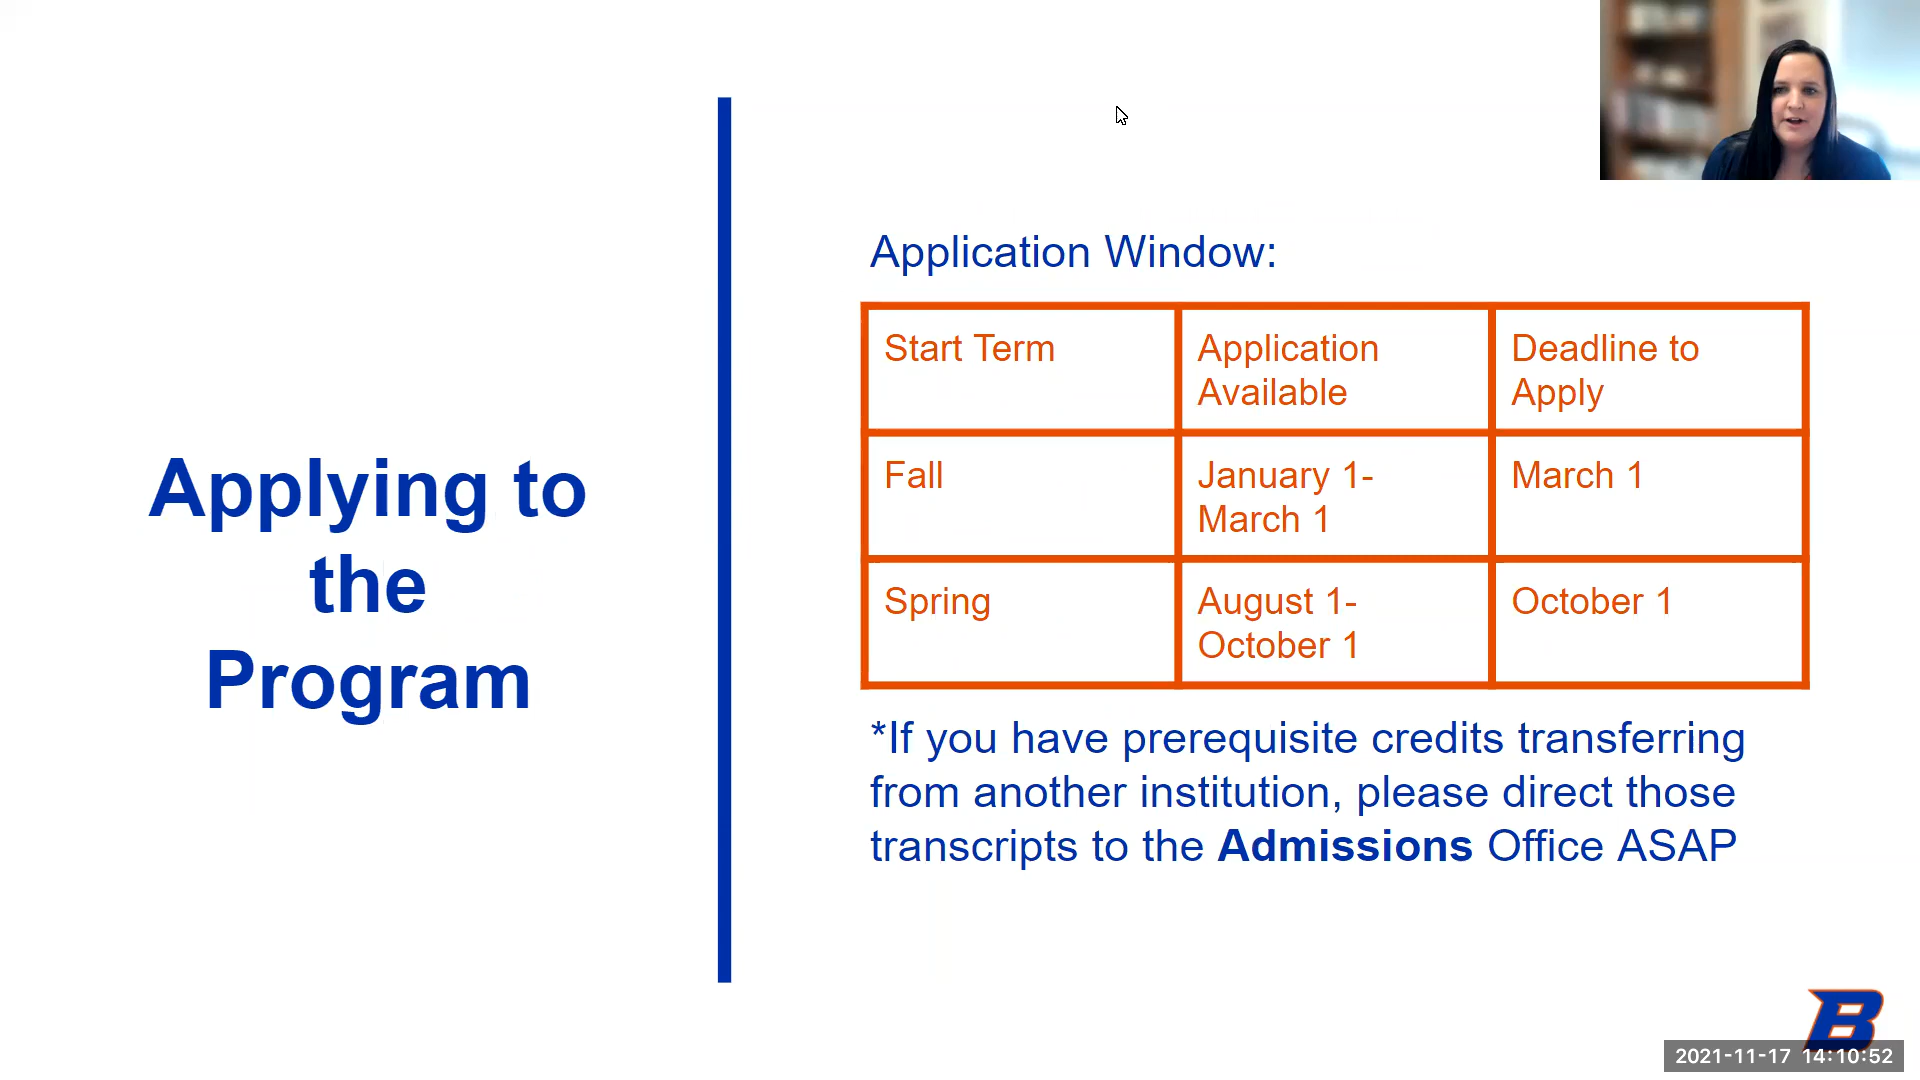 Applying to
the
Program
Application Window:
Start Term
Application
Available
Deadline to
Apply
Fall
January 1-
March 1
March 1
Spring
August 1-
October 1
October 1
*If you have prerequisite credits transferring
from another institution, please direct those
transcripts to the Admissions Office ASAP
B
2021-11-17 14:10:52